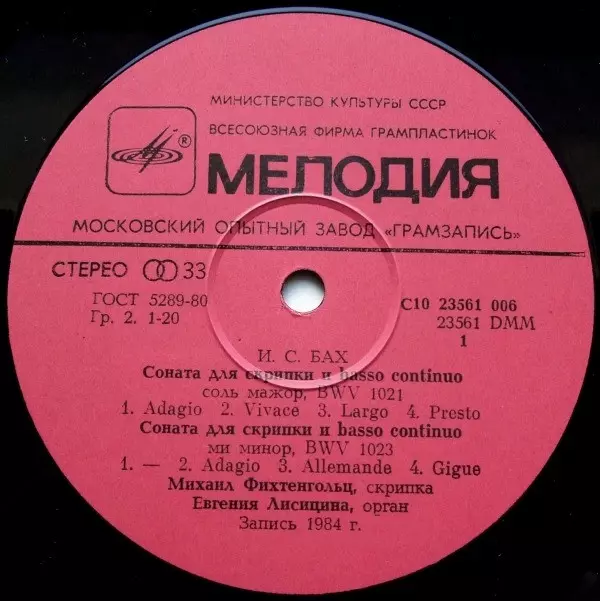 МИНИСТЕРСТВО КУЛЬТУРЫ СССР
ВСЕСОЮЗНАЯ ФИРМА ГРАМПЛАСТИНОК
®
МЕЛОДИЯ
МОСКОВСКИЙ ОПЫТНЫЙ ЗАВОД «ГРАМЗАПИСЬ»
СТЕРЕО 33
ГОСТ 5289-80
Гр. 2. 1-20
С10 23561 006
23561 DMM
1
И. С. БАХ
Соната для скрипки и basso continuo
соль мажор, BWV 1021
1. Adagio 2. Vivace 3. Largo 4. Presto
Соната для скрипки и basso continuo
ми минор, BWV 1023
1. — 2. Adagio 3. Allemande 4. Gigue
Михаил Фихтенгольц, скрипка
Евгения Лисицина, орган
Запись 1984 г.